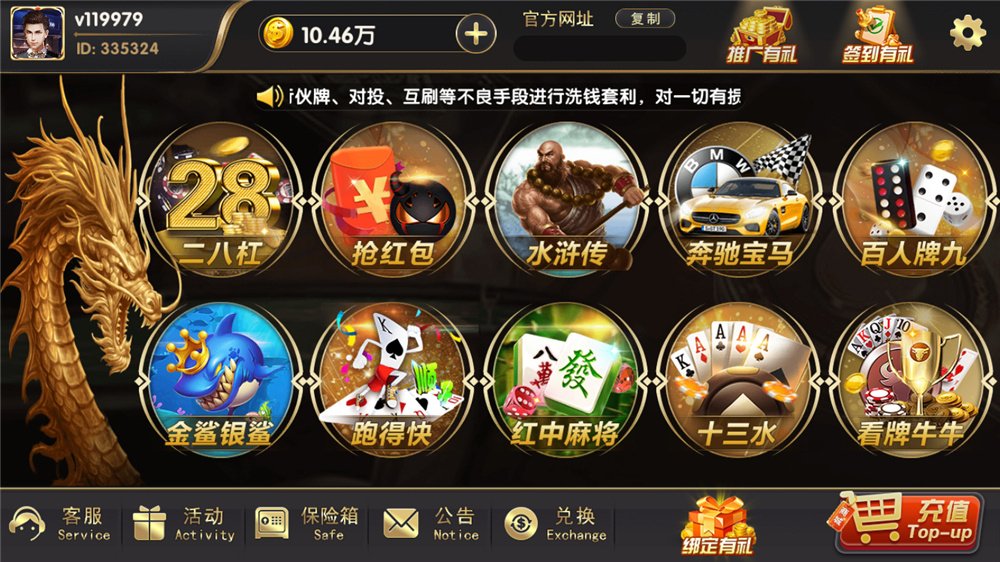 v119979
ID: 335324
10.46万
官方网址
复制
推广有礼
签到有礼
伙牌、对投、互刷等不良手段进行洗钱套利，对一切有损
28
二八杠
¥
抢红包
水浒传
BMW
奔驰宝马
百人牌九
金鲨银鲨
K
跑得快
八萬
發
红中麻将
K A A A A
十三水
A K Q J 10
看牌牛牛
客服
Service
活动
Activity
保险箱
Safe
公告
Notice
兑换
Exchange
绑定有礼
商城
充值
Top-up